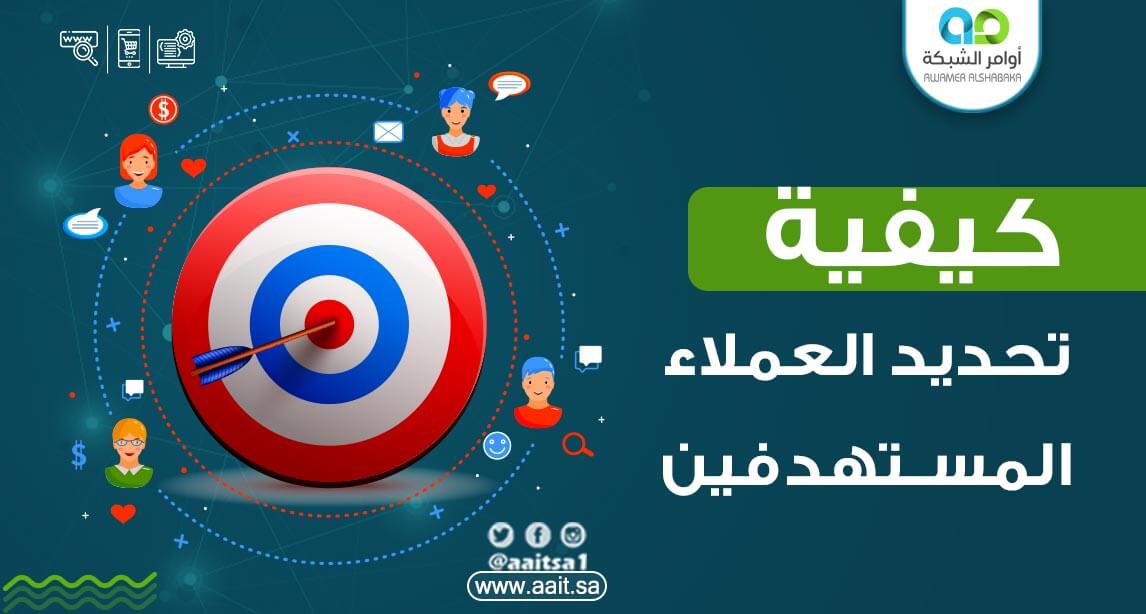 أوامر الشبكة
AWAMER ALSHABAKA
www
كيفية
تحديد العملاء
المستهدفين
@aaitsa1
www.aait.sa